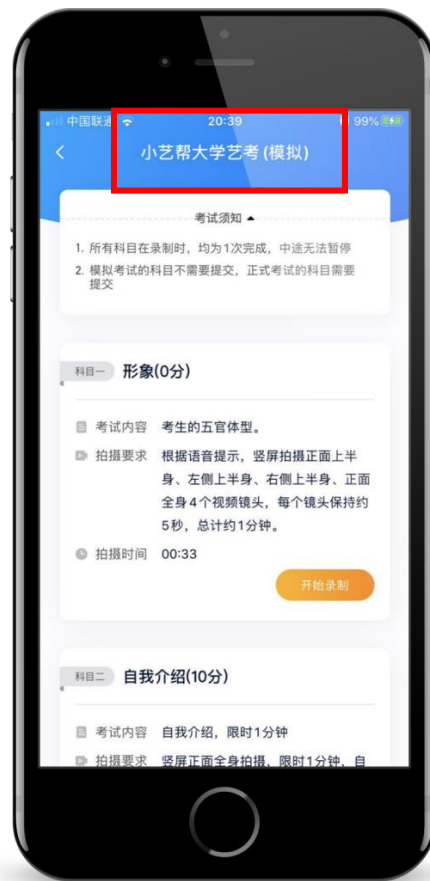 中国联通 20:39 99%
小艺帮大学艺考(模拟)
考试须知
1. 所有科目在录制时，均为1次完成，中途无法暂停
2. 模拟考试的科目不需要提交，正式考试的科目需要
提交
科目一 形象(0分)
考试内容 考生的五官体型。
拍摄要求 根据语音提示，竖屏拍摄正面上半
身、左侧上半身、右侧上半身、正面
全身4个视频镜头，每个镜头保持约
5秒，总计约1分钟。
拍摄时间 00:33
开始录制
科目二 自我介绍(10分)
考试内容 自我介绍，限时1分钟
拍摄要求 竖屏正面全身拍摄，限时1分钟，自